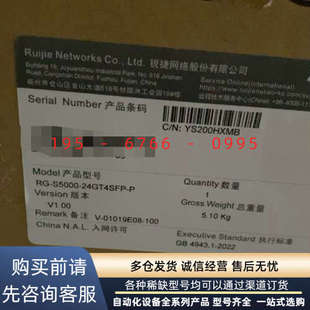 Ruijie Networks Co., Ltd. 锐捷网络股份有限公司
Service Online(International)
Serial Number 产品条码
C/N: YS200HXMB
195 - 6766 - 0995
Model 产品型号
RG-S5000-24GT4SFP-P
Quantity 数量
1
Version 版本
V1.00
Gross Weight 总重量
5.10 Kg
Remark 备注 V-01019E08-100
China N.A.L. 入网许可
Executive Standard 执行标准
GB 4943.1-2022
购买前请
先咨询客服
多仓发货 诚信经营 售后无忧
各种稀缺型号均可以通过渠道订货
自动化设备全系列产品 型号齐全 一站式选购